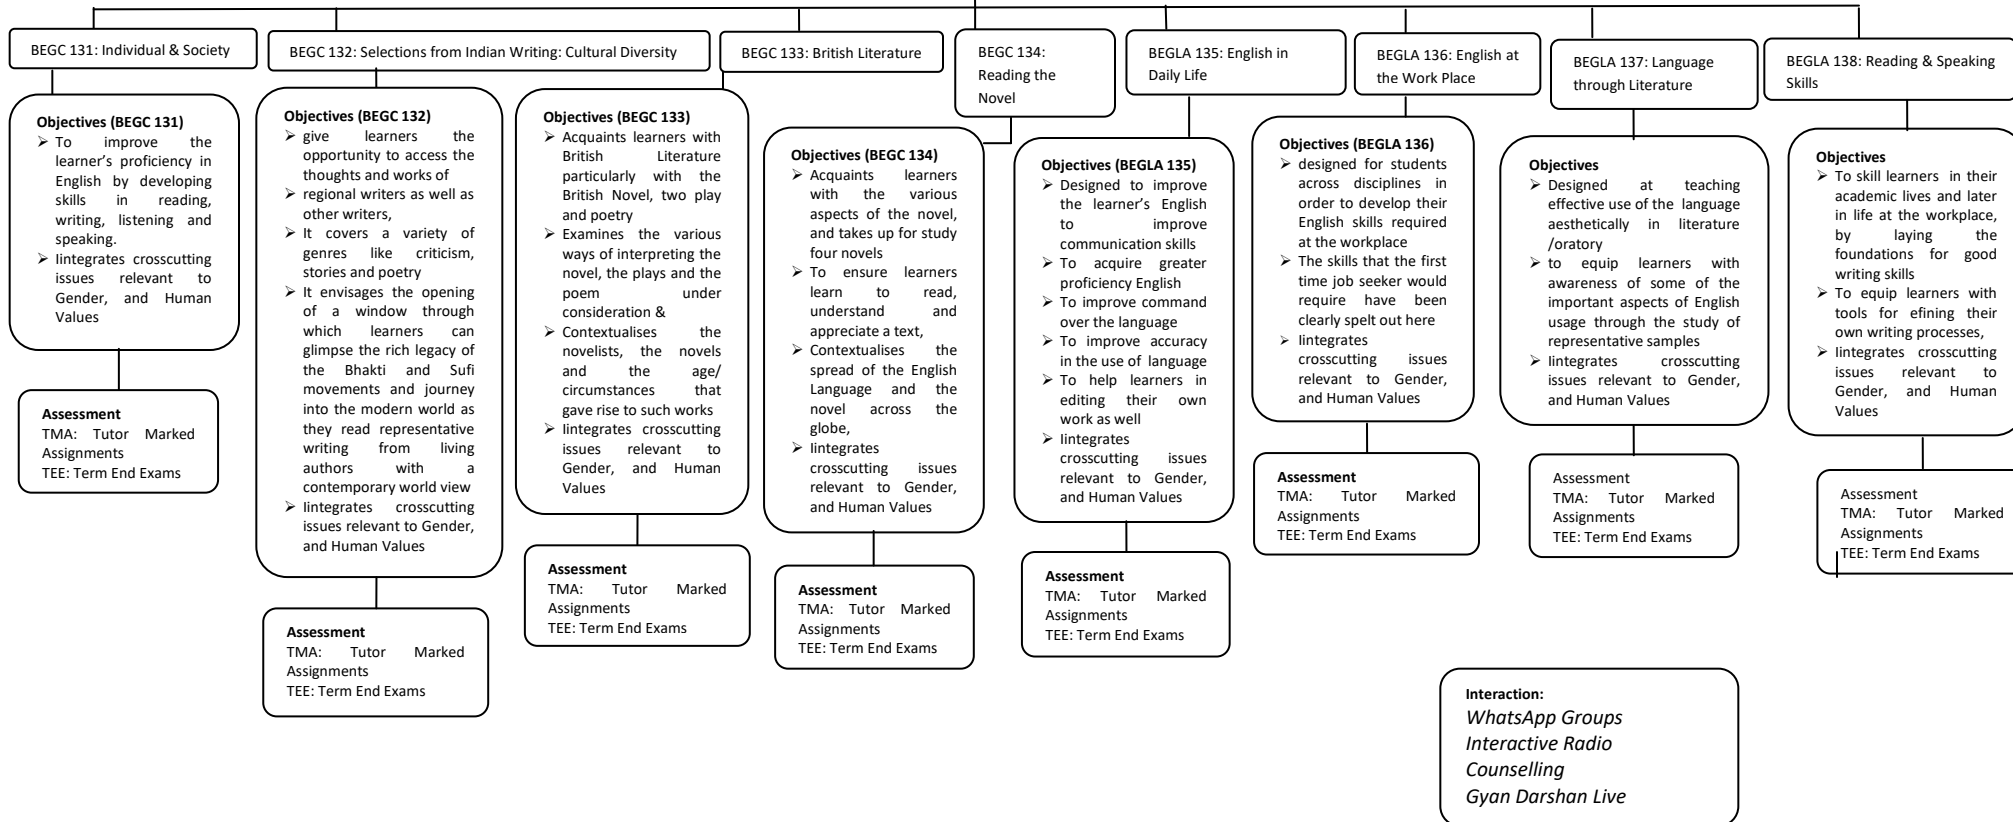 BEGC 131: Individual & Society
BEGC 132: Selections from Indian Writing: Cultural Diversity
BEGC 133: British Literature
BEGC 134:
Reading the
Novel
BEGLA 135: English in
Daily Life
BEGLA 136: English at
the Work Place
BEGLA 137: Language
through Literature
BEGLA 138: Reading & Speaking
Skills
Objectives (BEGC 131)
➢ To improve the
learner's proficiency in
English by developing
skills in reading,
writing, listening and
speaking.
➢ Iintegrates crosscutting
issues relevant to
Gender, and Human
Values
Assessment
TMA: Tutor Marked
Assignments
TEE: Term End Exams
Objectives (BEGC 132)
➢ give learners the
opportunity to access the
thoughts and works of
➢ regional writers as well as
other writers,
➢ It covers a variety of
genres like criticism,
stories and poetry
➢ It envisages the opening
of a window through
which learners can
glimpse the rich legacy of
the Bhakti and Sufi
movements and journey
into the modern world as
they read representative
writing from living
authors with a
contemporary world view
➢ Iintegrates crosscutting
issues relevant to Gender,
and Human Values
Assessment
TMA: Tutor Marked
Assignments
TEE: Term End Exams
Objectives (BEGC 133)
➢ Acquaints learners with
British Literature
particularly with the
British Novel, two play
and poetry
➢ Examines the various
ways of interpreting the
novel, the plays and the
poem under
consideration &
➢ Contextualises the
novelists, the novels
and the age/
circumstances that
gave rise to such works
➢ Iintegrates crosscutting
issues relevant to
Gender, and Human
Values
Assessment
TMA: Tutor Marked
Assignments
TEE: Term End Exams
Objectives (BEGC 134)
➢ Acquaints learners
with the various
aspects of the novel,
and takes up for study
four novels
➢ To ensure learners
learn to read,
understand and
appreciate a text,
➢ Contextualises the
spread of the English
Language and the
novel across the
globe,
➢ Iintegrates
crosscutting issues
relevant to Gender,
and Human Values
Assessment
TMA: Tutor Marked
Assignments
TEE: Term End Exams
Objectives (BEGLA 135)
➢ Designed to improve
the learner's English
to improve
communication skills
➢ To acquire greater
proficiency English
➢ To improve command
over the language
➢ To improve accuracy
in the use of language
➢ To help learners in
editing their own
work as well
➢ Iintegrates
crosscutting issues
relevant to Gender,
and Human Values
Assessment
TMA: Tutor Marked
Assignments
TEE: Term End Exams
Objectives (BEGLA 136)
➢ designed for students
across disciplines in
order to develop their
English skills required
at the workplace
➢ The skills that the first
time job seeker would
require have been
clearly spelt out here
➢ Iintegrates
crosscutting issues
relevant to Gender,
and Human Values
Assessment
TMA: Tutor Marked
Assignments
TEE: Term End Exams
Objectives
➢ Designed at teaching
effective use of the language
aesthetically in literature
/oratory
➢ to equip learners with
awareness of some of the
important aspects of English
usage through the study of
representative samples
➢ Iintegrates crosscutting
issues relevant to Gender,
and Human Values
Assessment
TMA: Tutor Marked
Assignments
TEE: Term End Exams
Objectives
➢ To skill learners in their
academic lives and later
in life at the workplace,
by laying the
foundations for good
writing skills
➢ To equip learners with
tools for efining their
own writing processes,
➢ Iintegrates crosscutting
issues relevant to
Gender, and Human
Values
Assessment
TMA: Tutor Marked
Assignments
TEE: Term End Exams
Interaction:
WhatsApp Groups
Interactive Radio
Counselling
Gyan Darshan Live